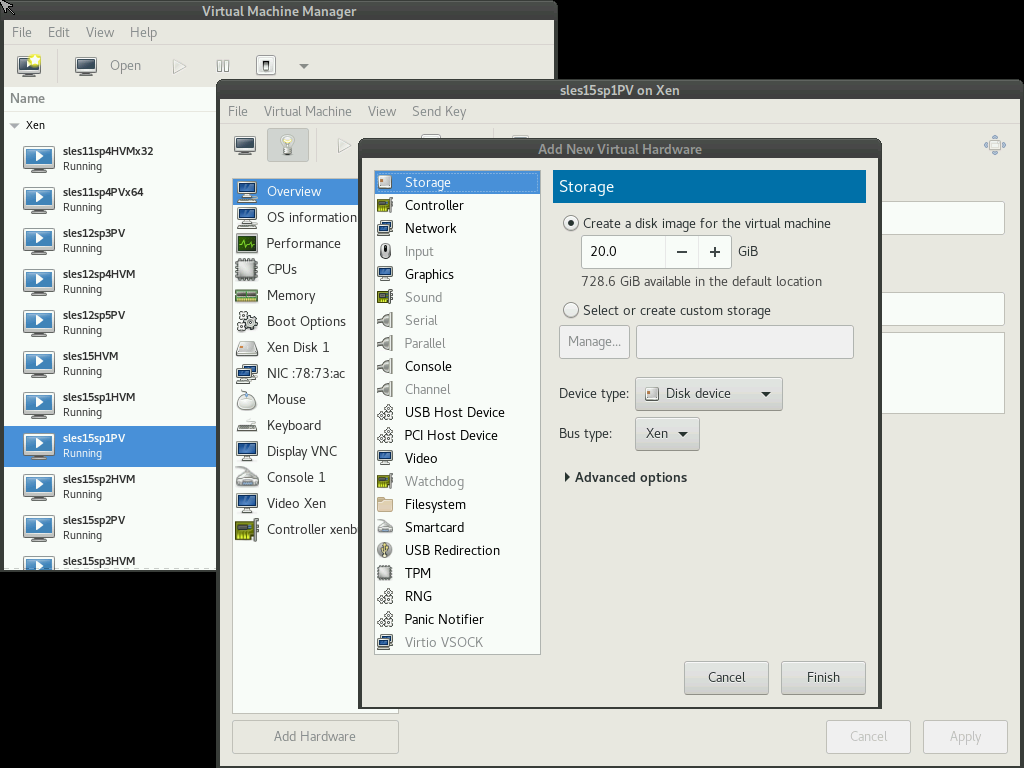 Virtual Machine Manager
File Edit View Help
Open
Name
Xen
sles11sp4HVMx32
Running
sles11sp4PVx64
Running
sles12sp3PV
Running
sles12sp4HVM
Running
sles12sp5PV
Running
sles15HVM
Running
sles15sp1HVM
Running
sles15sp1PV
Running
sles15sp2HVM
Running
sles15sp2PV
Running
sles15sp3HVM
sles15sp1PV on Xen
File Virtual Machine View Send Key
Overview
OS information
Performance
CPUs
Memory
Boot Options
Xen Disk 1
NIC :78:73:ac
Mouse
Keyboard
Display VNC
Console 1
Video Xen
Controller xenb
Add Hardware
Cancel Apply
Add New Virtual Hardware
Storage
Controller
Network
Input
Graphics
Sound
Serial
Parallel
Console
Channel
USB Host Device
PCI Host Device
Video
Watchdog
Filesystem
Smartcard
USB Redirection
TPM
RNG
Panic Notifier
Virtio VSOCK
Storage
Create a disk image for the virtual machine
20.0 − + GiB
728.6 GiB available in the default location
Select or create custom storage
Manage...
Device type: Disk device
Bus type: Xen
Advanced options
Cancel Finish